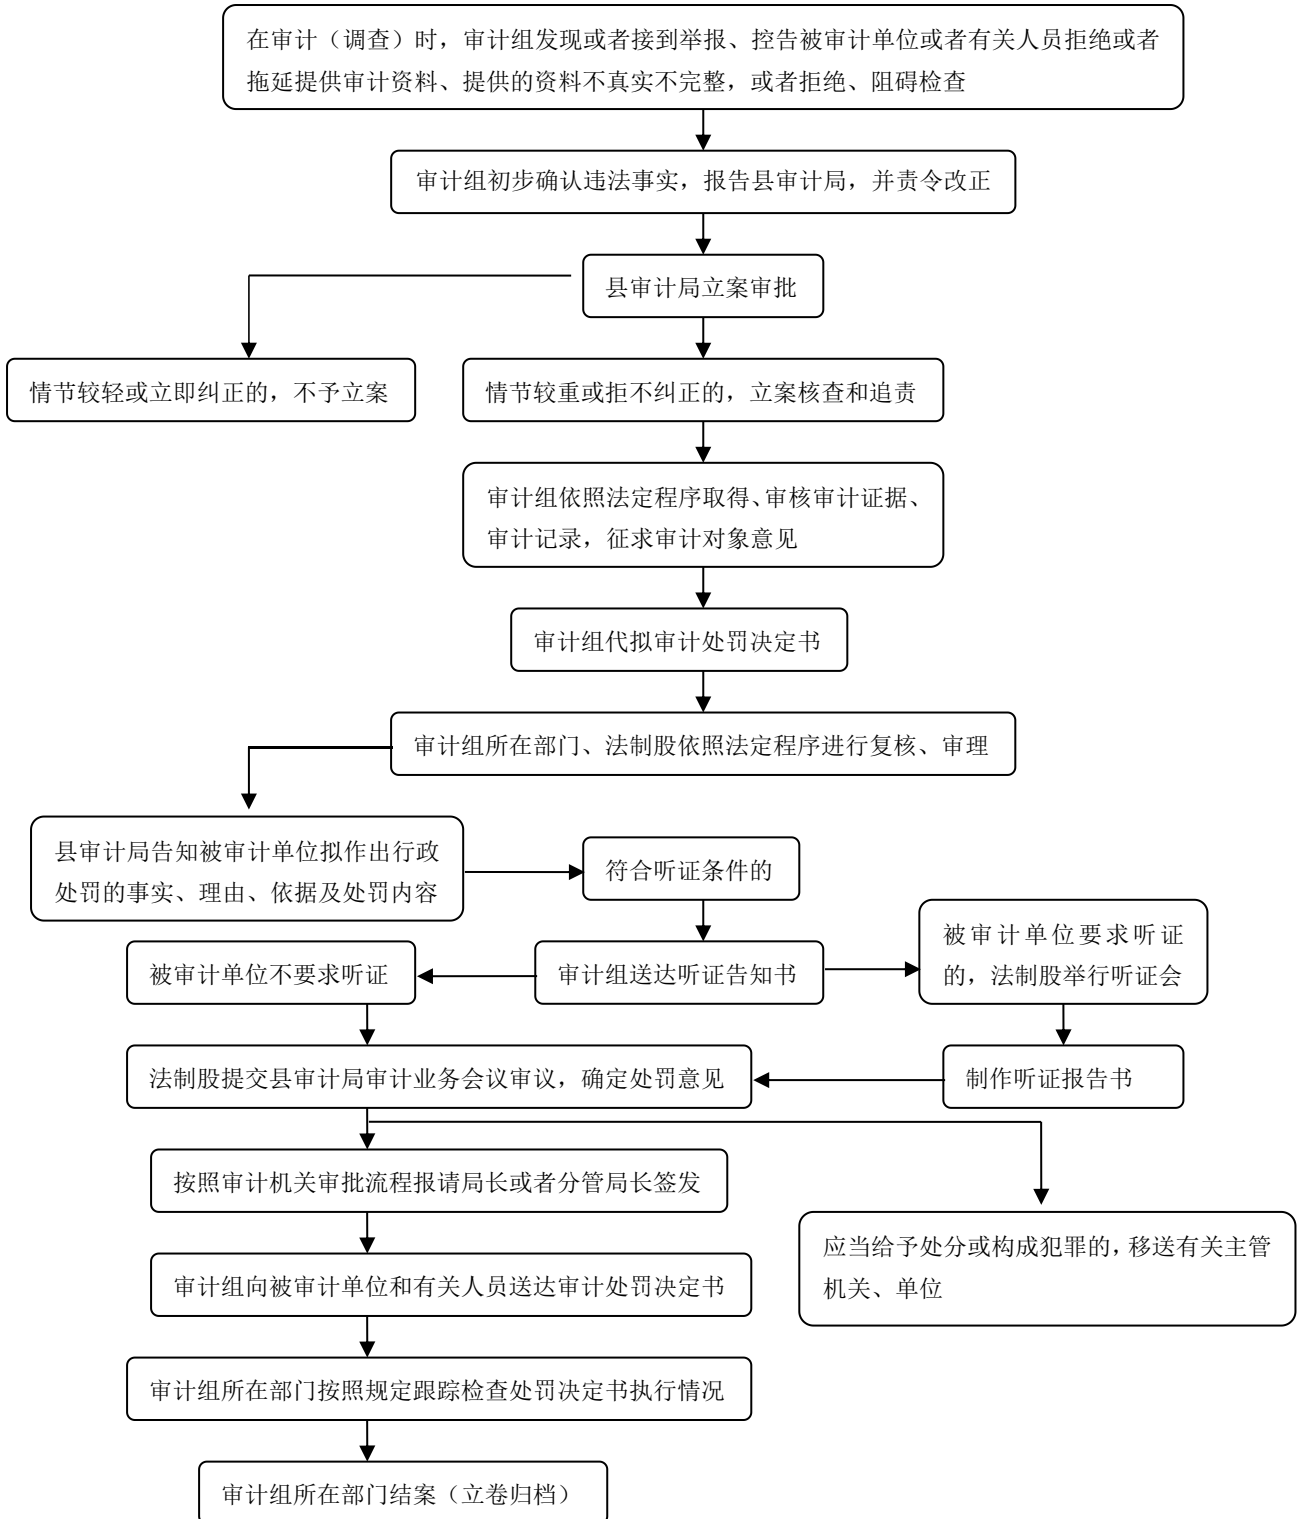 在审计（调查）时，审计组发现或者接到举报、控告被审计单位或者有关人员拒绝或者
拖延提供审计资料、提供的资料不真实不完整，或者拒绝、阻碍检查
审计组初步确认违法事实，报告县审计局，并责令改正
县审计局立案审批
情节较轻或立即纠正的，不予立案
情节较重或拒不纠正的，立案核查和追责
审计组依照法定程序取得、审核审计证据、
审计记录，征求审计对象意见
审计组代拟审计处罚决定书
审计组所在部门、法制股依照法定程序进行复核、审理
县审计局告知被审计单位拟作出行政
处罚的事实、理由、依据及处罚内容
符合听证条件的
被审计单位不要求听证
审计组送达听证告知书
被审计单位要求听证
的，法制股举行听证会
法制股提交县审计局审计业务会议审议，确定处罚意见
制作听证报告书
按照审计机关审批流程报请局长或者分管局长签发
应当给予处分或构成犯罪的，移送有关主管
机关、单位
审计组向被审计单位和有关人员送达审计处罚决定书
审计组所在部门按照规定跟踪检查处罚决定书执行情况
审计组所在部门结案（立卷归档）